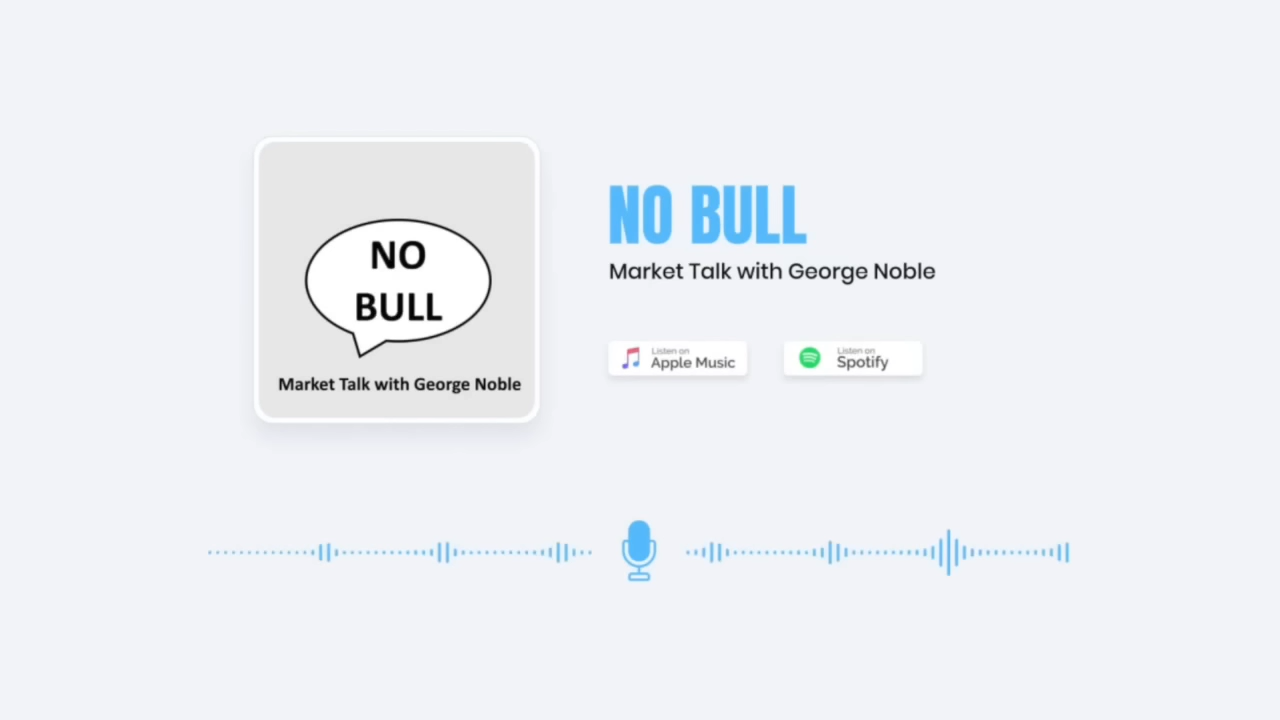 NO
BULL
Market Talk with George Noble
NO BULL
Market Talk with George Noble
Listen on
Apple Music
Listen on
Spotify